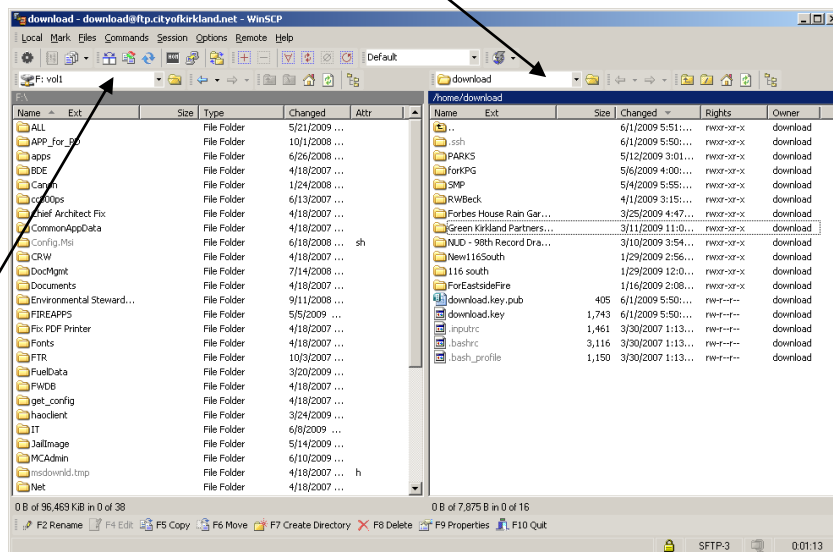 download - download@ftp.cityofkirkland.net - WinSCP
Local Mark Files Commands Session Options Remote Help
Default
F: vol1
download
F:\
/home/download
Name Ext Size Type Changed Attr
ALL File Folder 5/21/2009 ...
APP_for_PD File Folder 10/1/2008 ...
apps File Folder 6/26/2008 ...
BDE File Folder 4/18/2007 ...
Canon File Folder 1/24/2008 ...
File Folder 6/13/2007 ...
Chief Architect Fix File Folder 4/18/2007 ...
CommonAppData File Folder 4/18/2007 ...
Config.Msi File Folder 6/18/2008 ... sh
CRW File Folder 4/18/2007 ...
DocMgmt File Folder 7/14/2008 ...
Documents File Folder 4/18/2007 ...
Environmental Steward... File Folder 9/11/2008 ...
FIREAPPS File Folder 5/5/2009 ...
Fix PDF Printer File Folder 4/18/2007 ...
Fonts File Folder 4/18/2007 ...
FTR File Folder 10/3/2007 ...
FuelData File Folder 3/20/2009 ...
FWDB File Folder 4/18/2007 ...
get_config File Folder 4/18/2007 ...
haoclient File Folder 3/24/2009 ...
IT File Folder 6/8/2009 ...
JailImage File Folder 5/14/2009 ...
MCAdmin File Folder 6/10/2009 ...
msdownld.tmp File Folder 4/18/2007 ... h
Net File Folder 4/18/2007 ...
Name Ext Size Changed Rights Owner
.. 6/1/2009 5:51:... rwxr-xr-x download
.ssh 6/1/2009 5:50:... rwxr-xr-x download
PARKS 5/12/2009 3:01... rwxr-xr-x download
forKPG 5/6/2009 4:00:... rwxr-xr-x download
SMP 5/4/2009 5:55:... rwxr-xr-x download
RWBeck 4/1/2009 3:15:... rwxr-xr-x download
Forbes House Rain Gar... 3/25/2009 4:47... rwxr-xr-x download
Green Kirkland Partners... 3/11/2009 11:0... rwxr-xr-x download
NUD - 98th Record Dra... 3/10/2009 3:54... rwxr-xr-x download
New116South 1/29/2009 2:56... rwxr-xr-x download
116 south 1/29/2009 12:0... rwxr-xr-x download
ForEastsideFire 1/16/2009 2:08... rwxr-xr-x download
download.key.pub 405 6/1/2009 5:50:... rw-r--r-- download
download.key 1,743 6/1/2009 5:50:... rw-r--r-- download
.inputrc 1,461 3/30/2007 1:13... rw-r--r-- download
.bashrc 3,116 3/30/2007 1:13... rw-r--r-- download
.bash_profile 1,150 3/30/2007 1:13... rw-r--r-- download
0 B of 96,469 KiB in 0 of 38
0 B of 7,875 B in 0 of 16
F2 Rename F4 Edit F5 Copy F6 Move F7 Create Directory F8 Delete F9 Properties F10 Quit
SFTP-3 0:01:13